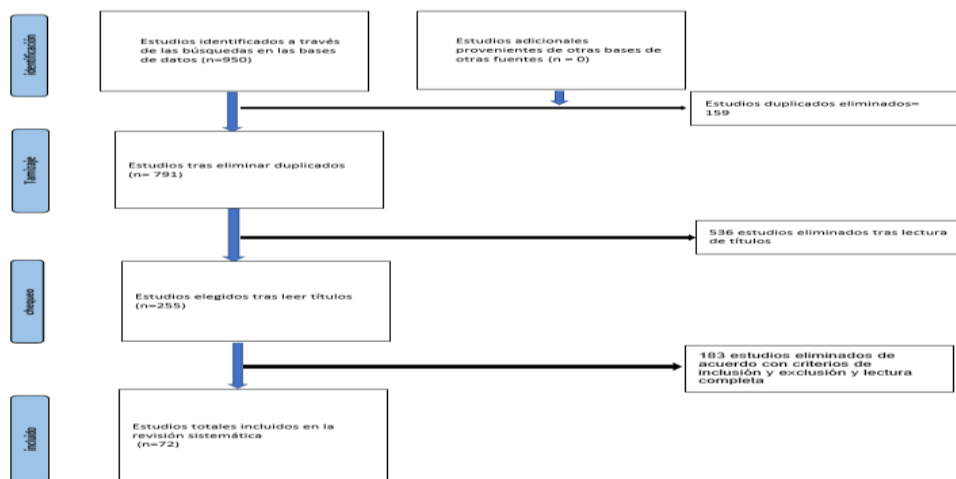 identificación
Estudios identificados a través
de las búsquedas en las bases
de datos (n=950)
Estudios adicionales
provenientes de otras bases de
otras fuentes (n = 0)
Estudios duplicados eliminados=
159
Tamizaje
Estudios tras eliminar duplicados
(n= 791)
536 estudios eliminados tras lectura
de títulos
chequeo
Estudios elegidos tras leer títulos
(n=255)
183 estudios eliminados de
acuerdo con criterios de
inclusión y exclusión y lectura
completa
incluido
Estudios totales incluidos en la
revisión sistemática
(n=72)